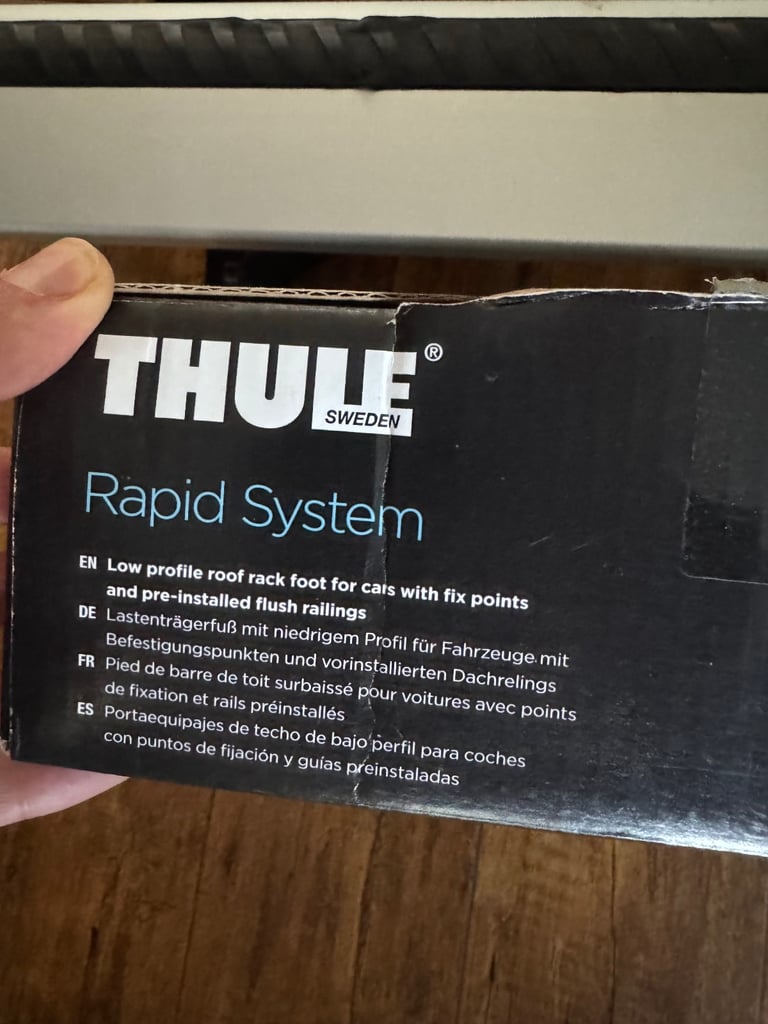 THULE®
SWEDEN
Rapid System
EN Low profile roof rack foot for cars with fix points
and pre-installed flush railings
DE Lastenträgerfuß mit niedrigem Profil für Fahrzeuge mit
Befestigungspunkten und vorinstallierten Dachrelings
FR Pied de barre de toit surbaissé pour voitures avec points
de fixation et rails préinstallés
ES Portaequipajes de techo de bajo perfil para coches
con puntos de fijación y guías preinstaladas